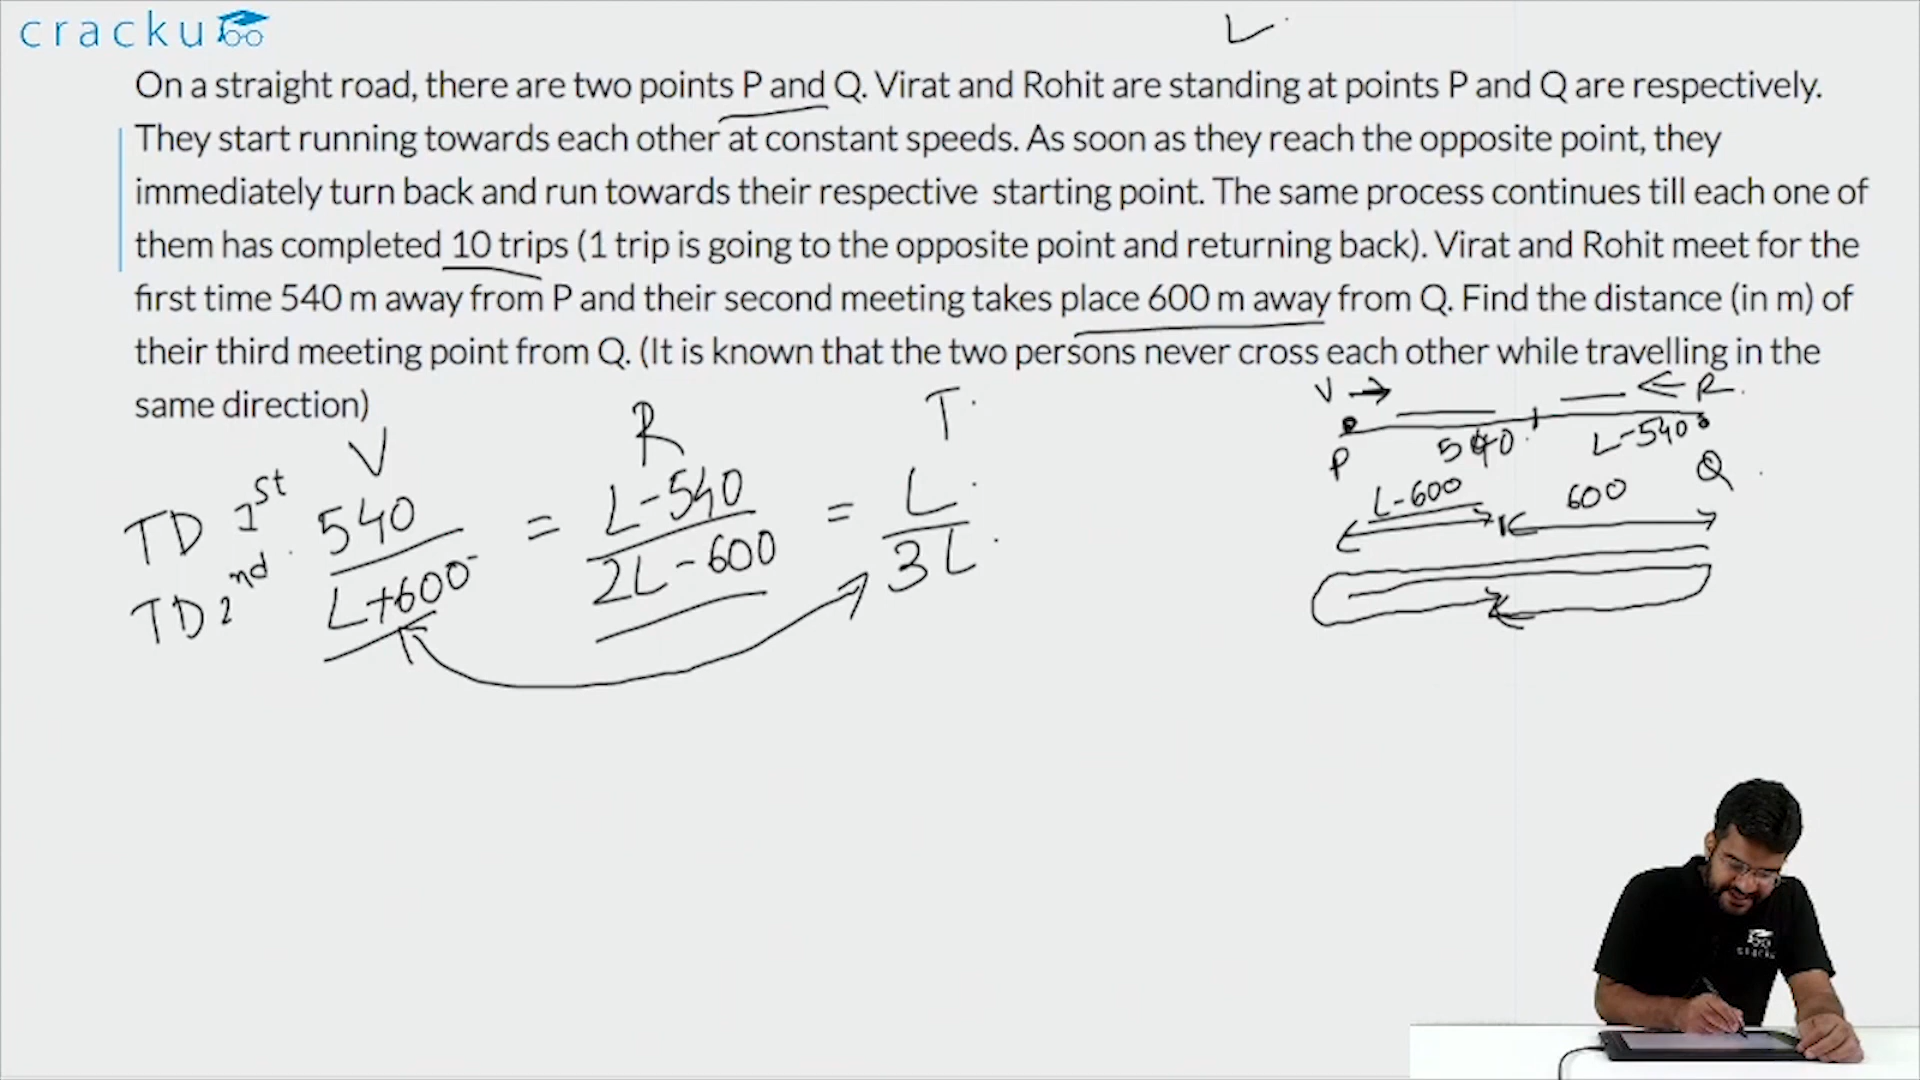 cracku
L
On a straight road, there are two points P and Q. Virat and Rohit are standing at points P and Q are respectively.
They start running towards each other at constant speeds. As soon as they reach the opposite point, they
immediately turn back and run towards their respective starting point. The same process continues till each one of
them has completed 10 trips (1 trip is going to the opposite point and returning back). Virat and Rohit meet for the
first time 540 m away from P and their second meeting takes place 600 m away from Q. Find the distance (in m) of
their third meeting point from Q. (It is known that the two persons never cross each other while travelling in the
same direction)
V R T
V → ← R
540 L-540
P Q
L-600 600
TD 1st 540 = L-540 = L
TD 2nd L+600 2L-600 3L
cracku